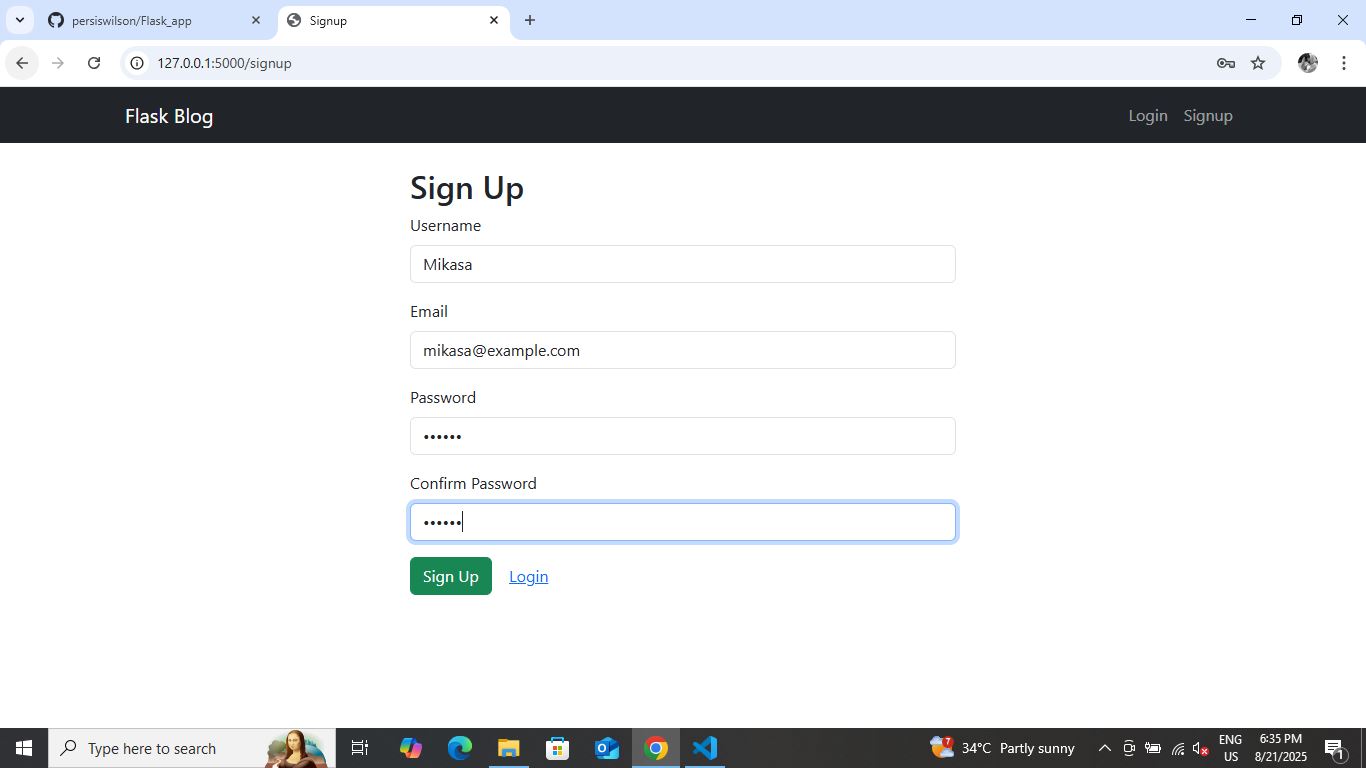 persiswilson/Flask_app
Signup
127.0.0.1:5000/signup
Flask Blog
Login Signup
Sign Up
Username
Mikasa
Email
mikasa@example.com
Password
••••••
Confirm Password
••••••
Sign Up Login
Type here to search
7
34°C Partly sunny
ENG
US
6:35 PM
8/21/2025
1